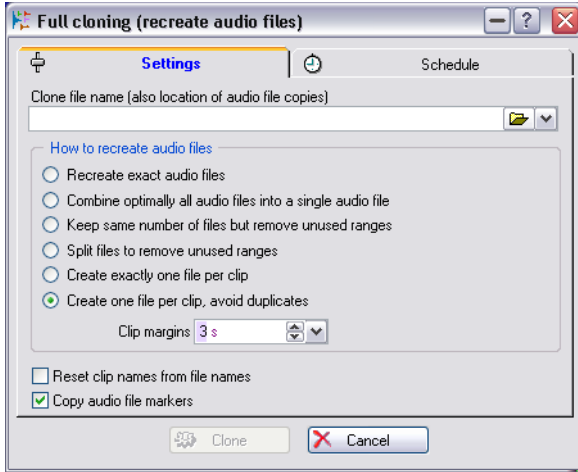 Full cloning (recreate audio files)
Settings
Schedule
Clone file name (also location of audio file copies)
How to recreate audio files
Recreate exact audio files
Combine optimally all audio files into a single audio file
Keep same number of files but remove unused ranges
Split files to remove unused ranges
Create exactly one file per clip
Create one file per clip, avoid duplicates
Clip margins 3 s
Reset clip names from file names
Copy audio file markers
Clone
Cancel